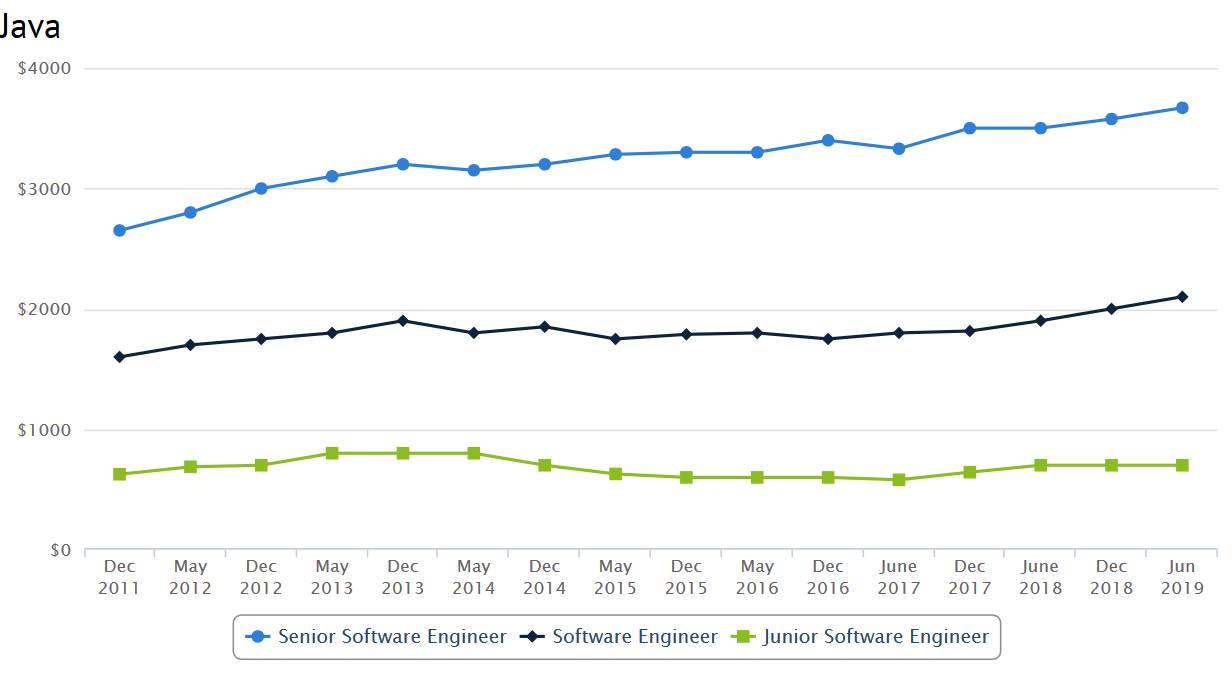 Java
$4000
$3000
$2000
$1000
$0
Dec 2011
May 2012
Dec 2012
May 2013
Dec 2013
May 2014
Dec 2014
May 2015
Dec 2015
May 2016
Dec 2016
June 2017
Dec 2017
June 2018
Dec 2018
Jun 2019
Senior Software Engineer
Software Engineer
Junior Software Engineer